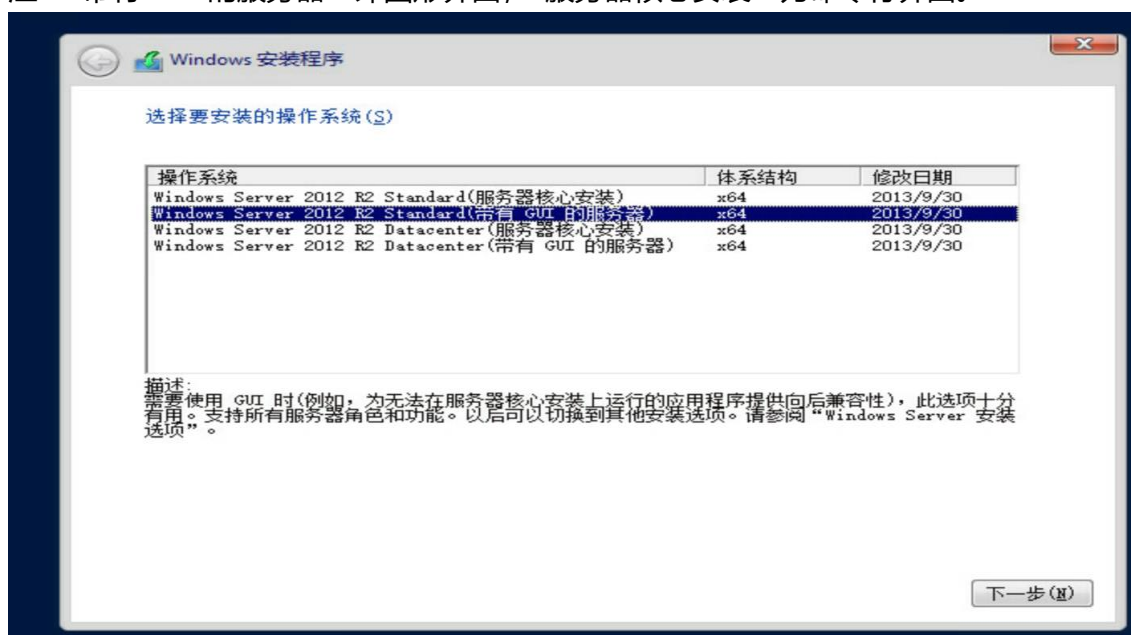 Windows 安装程序
选择要安装的操作系统(S)
操作系统 体系结构 修改日期
Windows Server 2012 R2 Standard(服务器核心安装) x64 2013/9/30
Windows Server 2012 R2 Standard(带有 GUI 的服务器) x64 2013/9/30
Windows Server 2012 R2 Datacenter(服务器核心安装) x64 2013/9/30
Windows Server 2012 R2 Datacenter(带有 GUI 的服务器) x64 2013/9/30
描述:
需要使用 GUI 时(例如，为无法在服务器核心安装上运行的应用程序提供向后兼容性)，此选项十分
有用。支持所有服务器角色和功能。以后可以切换到其他安装选项。请参阅“Windows Server 安装
选项”。
下一步(N)